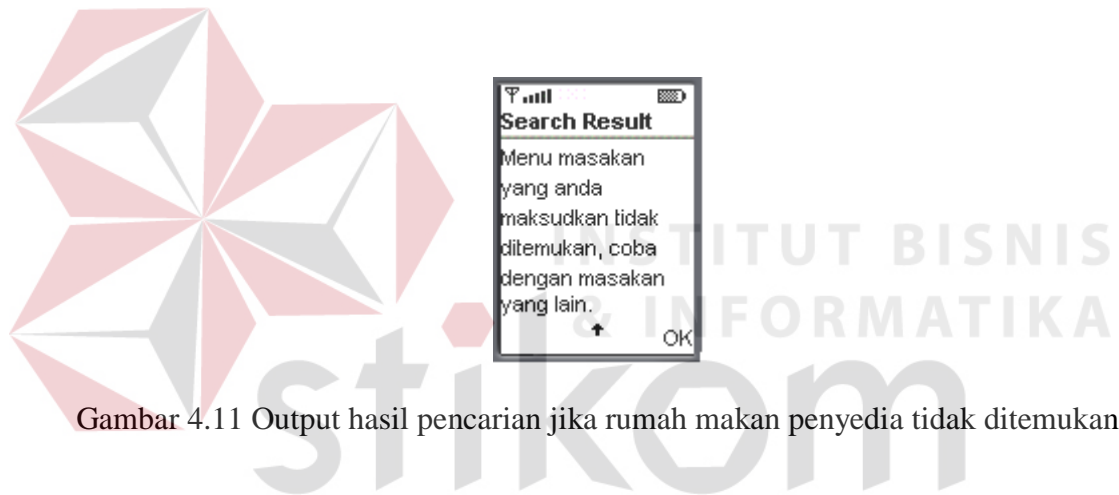 Search Result
Menu masakan
yang anda
maksudkan tidak
ditemukan, coba
dengan masakan
yang lain.
OK
INSTITUT BISNIS
& INFORMATIKA
stikom
Gambar 4.11 Output hasil pencarian jika rumah makan penyedia tidak ditemukan